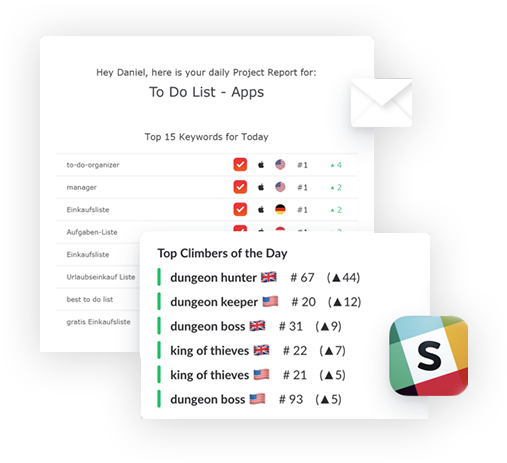 Hey Daniel, here is your daily Project Report for:
To Do List - Apps
Top 15 Keywords for Today
to-do-organizer #1 ▲ 4
manager #1 ▲ 2
Einkaufsliste #1 ▲ 2
Aufgaben-Liste
Einkaufsliste
Urlaubseinkauf Liste
best to do list
gratis Einkaufsliste
Top Climbers of the Day
dungeon hunter # 67 (▲44)
dungeon keeper # 20 (▲12)
dungeon boss # 31 (▲9)
king of thieves # 22 (▲7)
king of thieves # 21 (▲5)
dungeon boss # 93 (▲5)
S